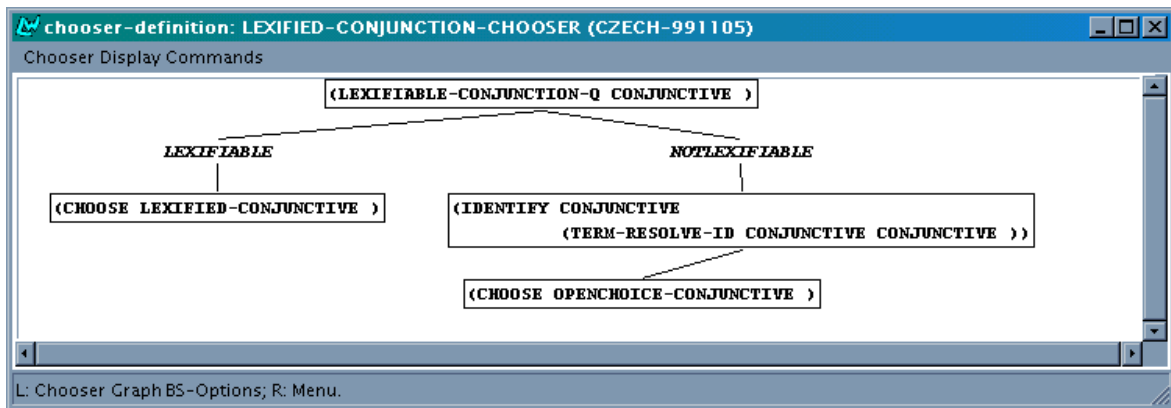 chooser-definition: LEXIFIED-CONJUNCTION-CHOOSER (CZECH-991105)
Chooser Display Commands
(LEXIFIABLE-CONJUNCTION-Q CONJUNCTIVE )
LEXIFIABLE NOTLEXIFIABLE
(CHOOSE LEXIFIED-CONJUNCTIVE ) (IDENTIFY CONJUNCTIVE
(TERM-RESOLVE-ID CONJUNCTIVE CONJUNCTIVE ))
(CHOOSE OPENCHOICE-CONJUNCTIVE )
L: Chooser Graph BS-Options; R: Menu.